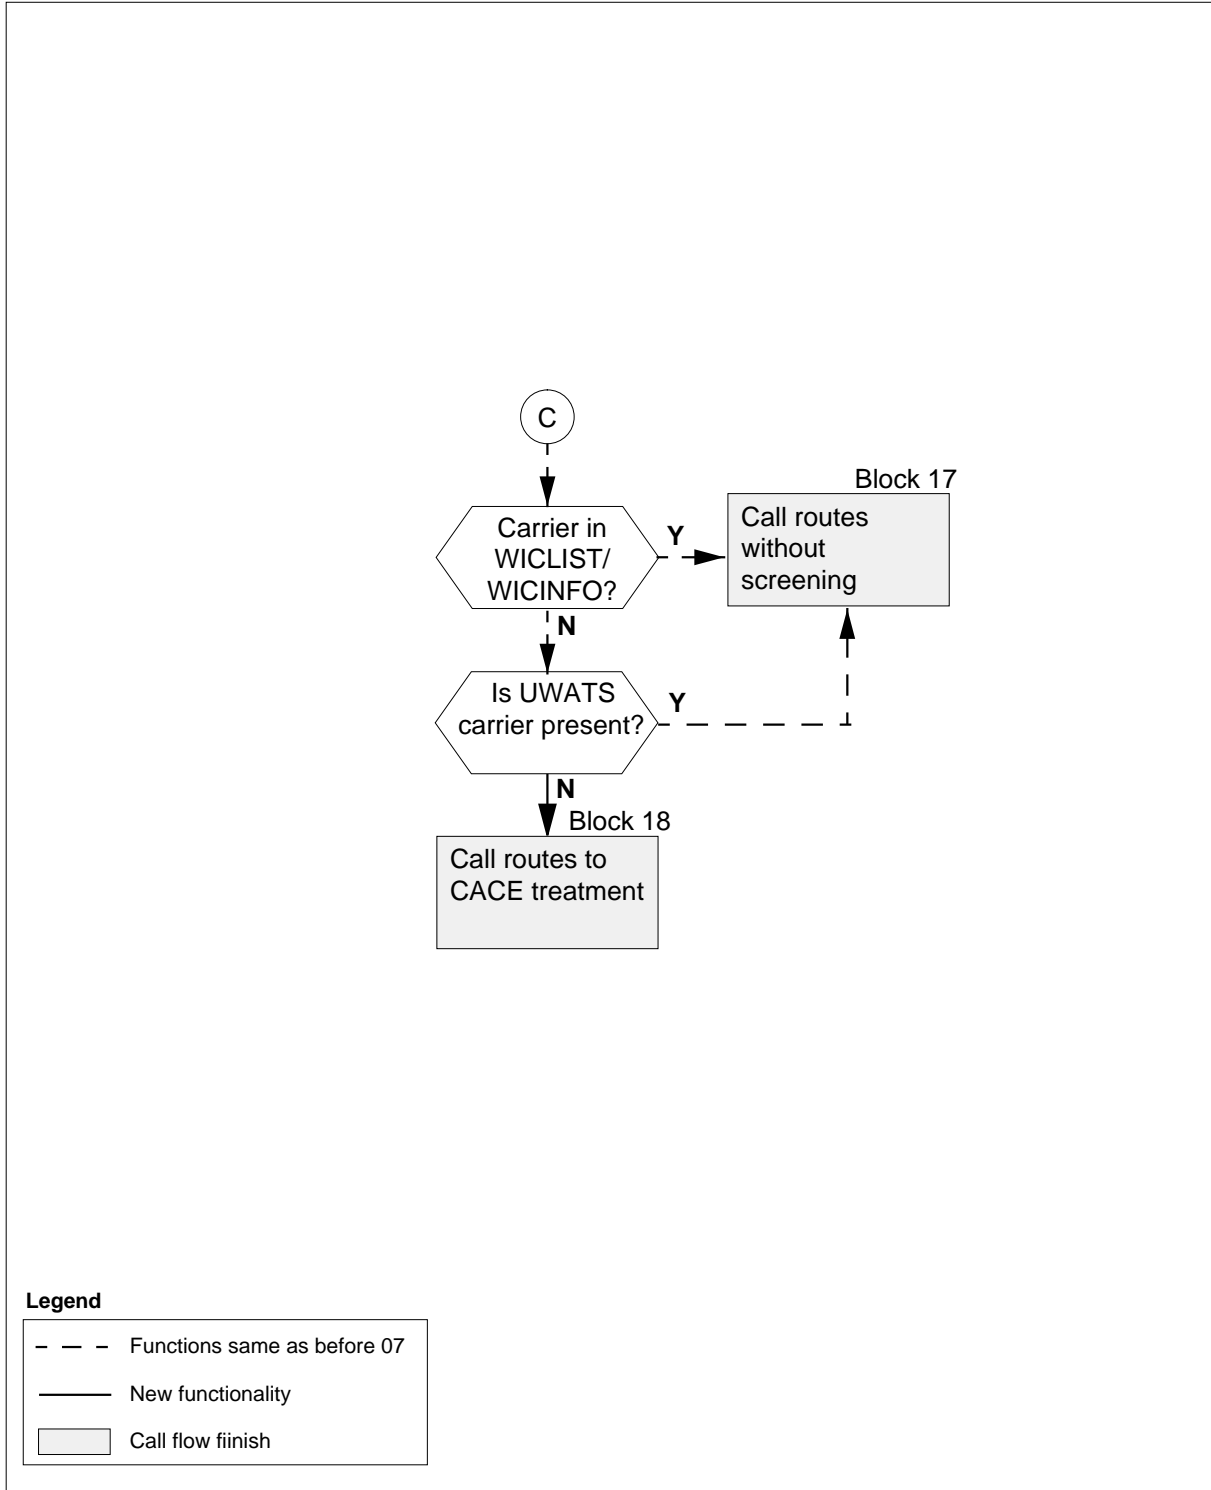 C
Block 17
Carrier in
WICLIST/
WICINFO?
Y
Call routes
without
screening
N
Is UWATS
carrier present?
Y
N
Block 18
Call routes to
CACE treatment
Legend
Functions same as before 07
New functionality
Call flow fiinish